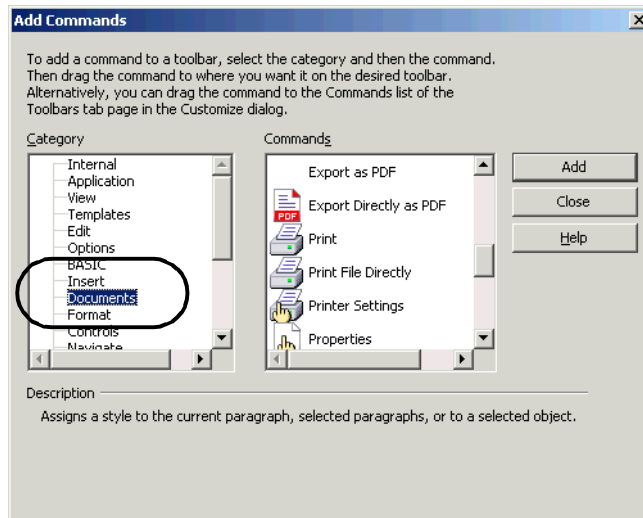 Add Commands
To add a command to a toolbar, select the category and then the command.
Then drag the command to where you want it on the desired toolbar.
Alternatively, you can drag the command to the Commands list of the
Toolbars tab page in the Customize dialog.
Category
Commands
Internal
Application
View
Templates
Edit
Options
BASIC
Insert
Documents
Format
Controls
Navigate
Export as PDF
PDF
Export Directly as PDF
Print
Print File Directly
Printer Settings
Properties
Add
Close
Help
Description
Assigns a style to the current paragraph, selected paragraphs, or to a selected object.